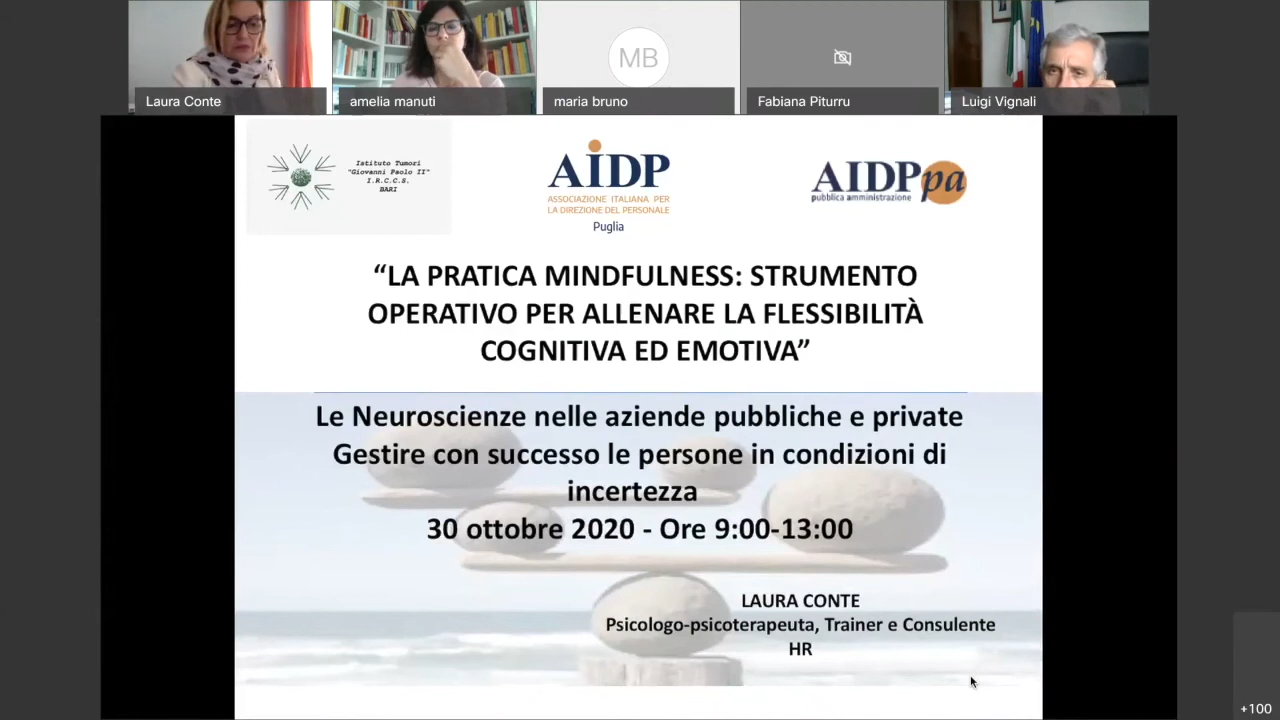 Laura Conte
amelia manuti
MB
maria bruno
Fabiana Piturru
Luigi Vignali
Istituto Tumori
"Giovanni Paolo II"
I.R.C.C.S.
BARI
AIDP
ASSOCIAZIONE ITALIANA PER
LA DIREZIONE DEL PERSONALE
Puglia
AIDPpa
pubblica amministrazione
“LA PRATICA MINDFULNESS: STRUMENTO
OPERATIVO PER ALLENARE LA FLESSIBILITÀ
COGNITIVA ED EMOTIVA”
Le Neuroscienze nelle aziende pubbliche e private
Gestire con successo le persone in condizioni di
incertezza
30 ottobre 2020 - Ore 9:00-13:00
LAURA CONTE
Psicologo-psicoterapeuta, Trainer e Consulente
HR
+100